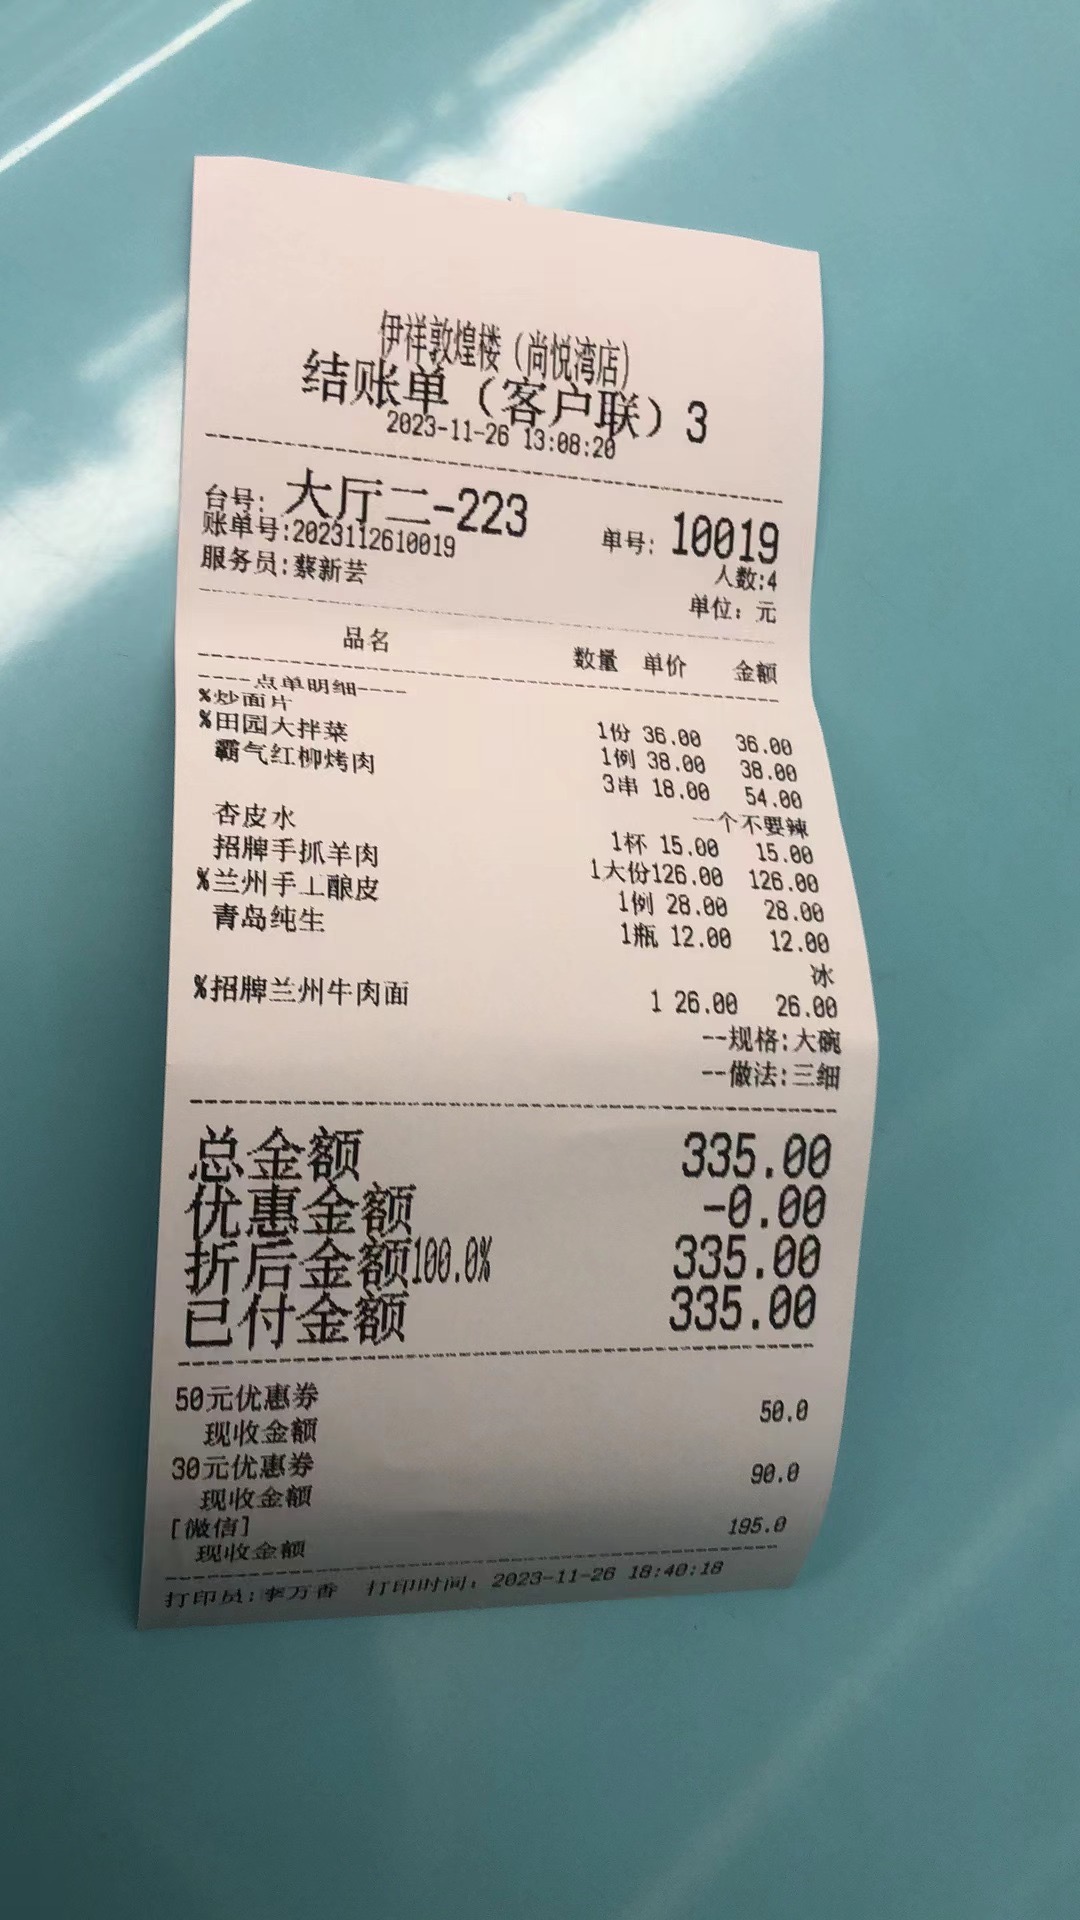 伊祥敦煌楼（尚悦湾店）
结账单（客户联）3
2023-11-26 13:08:20
台号: 大厅二-223 单号: 10019
账单号:2023112610019 人数:4
服务员:蔡新芸 单位: 元
品名 数量 单价 金额
----点单明细----
%炒面片 1份 36.00 36.00
%田园大拌菜 1例 38.00 38.00
霸气红柳烤肉 3串 18.00 54.00
一个不要辣
杏皮水 1杯 15.00 15.00
招牌手抓羊肉 1大份126.00 126.00
%兰州手工酿皮 1例 28.00 28.00
青岛纯生 1瓶 12.00 12.00
冰
%招牌兰州牛肉面 1 26.00 26.00
--规格:大碗
--做法:三细
总金额 335.00
优惠金额 -0.00
折后金额100.0% 335.00
已付金额 335.00
50元优惠券
现收金额 50.0
30元优惠券
现收金额 90.0
[微信]
现收金额 195.0
打印员:李万香 打印时间: 2023-11-26 18:40:18